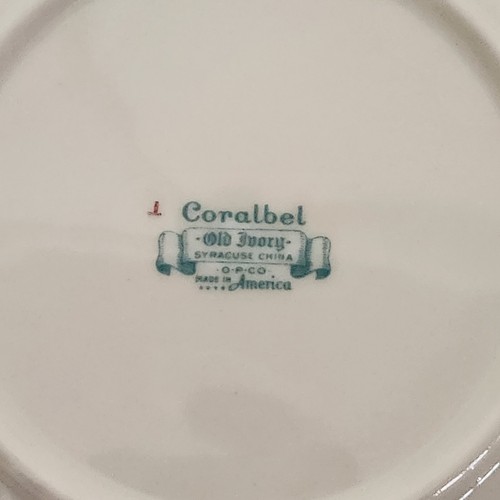 Coralbel
-Old Ivory-
SYRACUSE CHINA
·O·P·CO·
MADE IN America